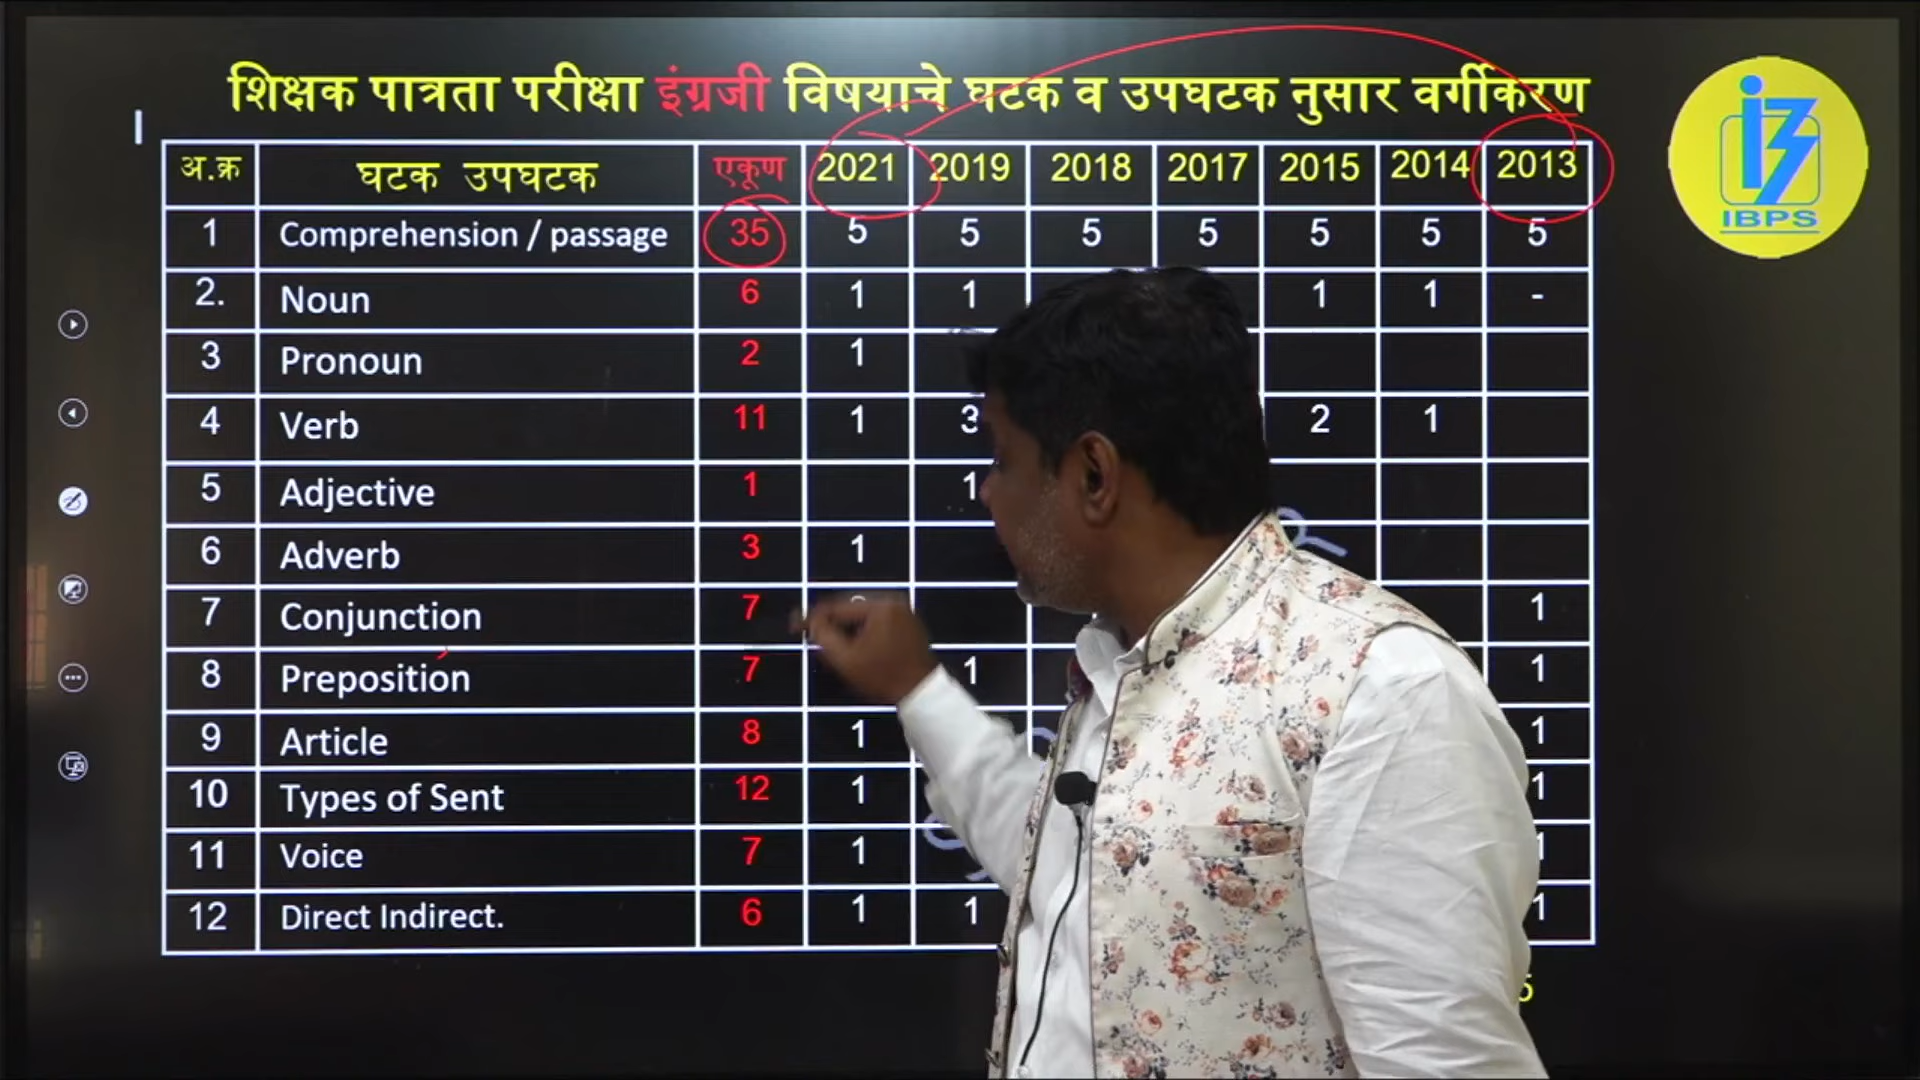 शिक्षक पात्रता परीक्षा इंग्रजी विषयाचे घटक व उपघटक नुसार वर्गीकरण
अ.क्र घटक उपघटक एकूण 2021 2019 2018 2017 2015 2014 2013
1 Comprehension / passage 35 5 5 5 5 5 5 5
2. Noun 6 1 1 1 1 -
3 Pronoun 2 1
4 Verb 11 1 3 2 1
5 Adjective 1 1
6 Adverb 3 1
7 Conjunction 7 1
8 Preposition 7 1 1
9 Article 8 1 1
10 Types of Sent 12 1 1
11 Voice 7 1 1
12 Direct Indirect. 6 1 1 1
IBPS